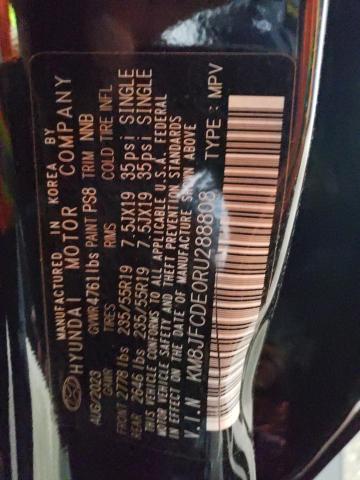 MANUFACTURED IN KOREA BY
HYUNDAI MOTOR COMPANY
AUG/2023 GVWR 4761 lbs PAINT PS8 TRIM NNB
GAWR TIRES RIMS COLD TIRE INFL
FRONT 2778 lbs 235/55R19 7.5JX19 35psi SINGLE
REAR 2646 lbs 235/55R19 7.5JX19 35psi SINGLE
THIS VEHICLE CONFORMS TO ALL APPLICABLE U.S.A. FEDERAL
MOTOR VEHICLE SAFETY AND THEFT PREVENTION STANDARDS
IN EFFECT ON THE DATE OF MANUFACTURE SHOWN ABOVE
V.I.N KM8JFCDE0RU288808 TYPE : MPV